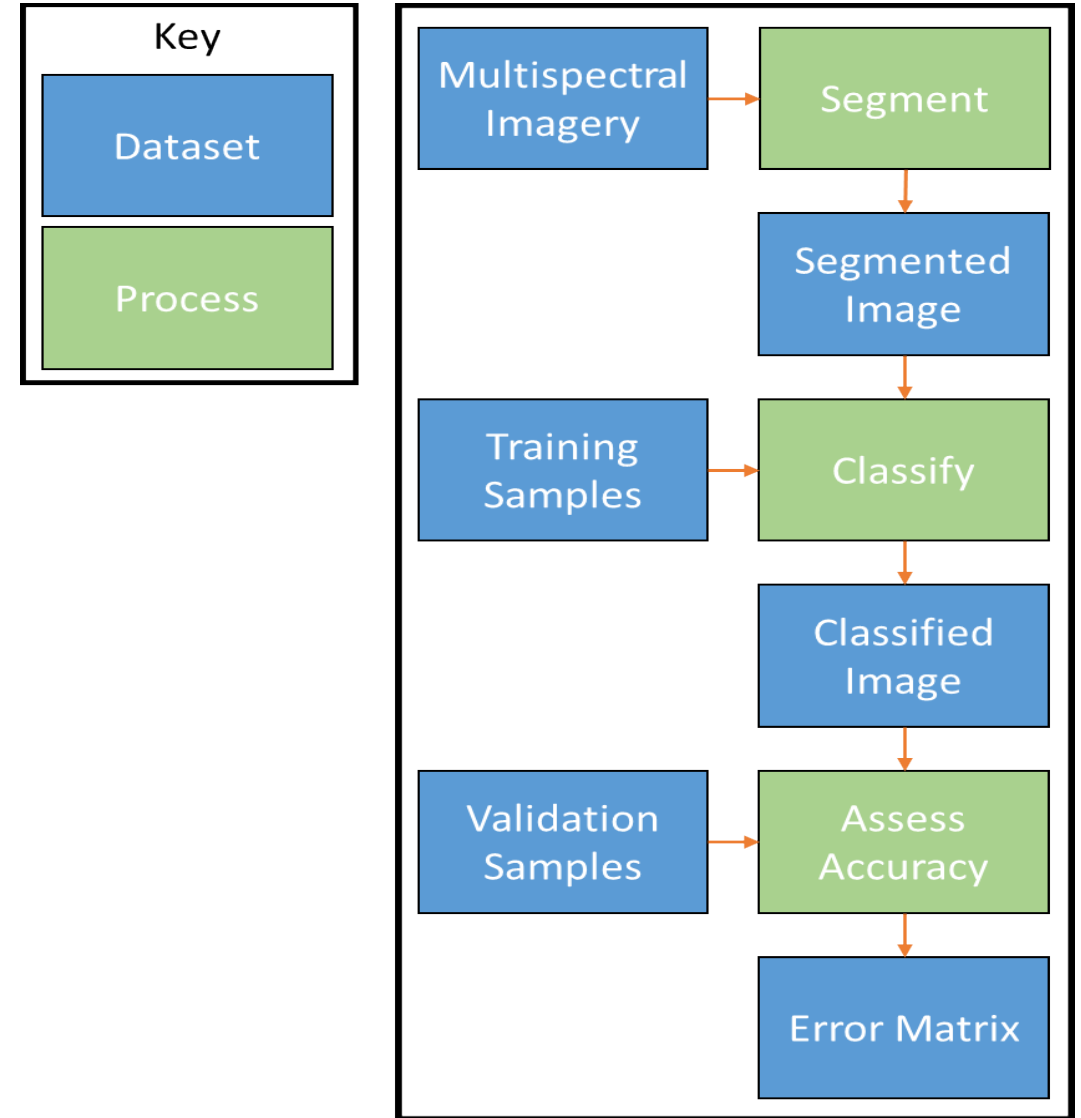 Key
Dataset
Process
Multispectral
Imagery
Segment
Segmented
Image
Training
Samples
Classify
Classified
Image
Validation
Samples
Assess
Accuracy
Error Matrix